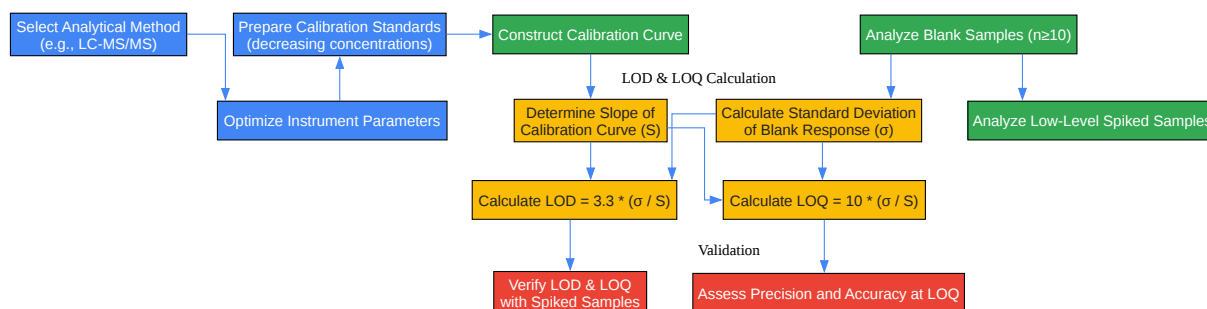 Select Analytical Method
(e.g., LC-MS/MS)
Prepare Calibration Standards
(decreasing concentrations)
Construct Calibration Curve
Analyze Blank Samples (n≥10)
LOD & LOQ Calculation
Optimize Instrument Parameters
Determine Slope of
Calibration Curve (S)
Calculate Standard Deviation
of Blank Response (σ)
Analyze Low-Level Spiked Samples
Calculate LOD = 3.3 * (σ / S)
Calculate LOQ = 10 * (σ / S)
Validation
Verify LOD & LOQ
with Spiked Samples
Assess Precision and Accuracy at LOQ